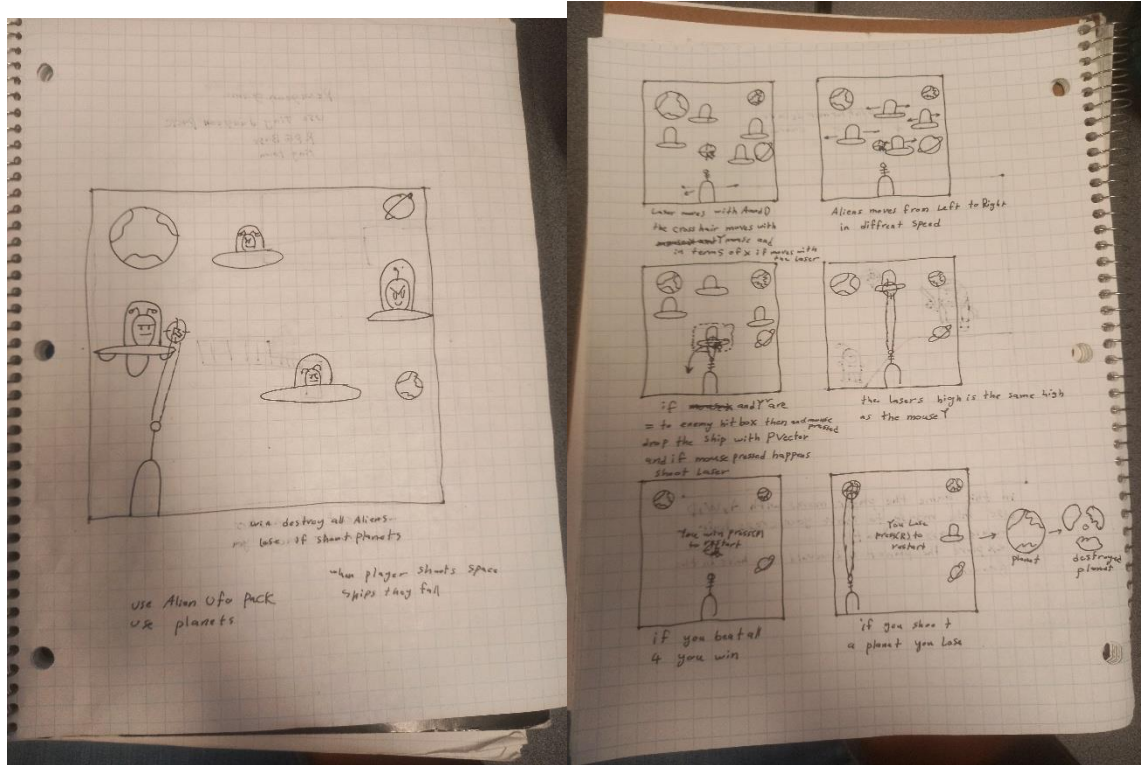 win destroy all Aliens
lose if shoot planets
when player shoots space
ships they fall
use Alian Ufo Pack
use planets
Laser moves with A and D
the cross hair moves with
Y mouse and
in terms of x it moves with
the Laser
Aliens moves from Left to Right
in diffrent speed
if and Y are
= to enemy hit box then and mouse pressed
drop the ship with PVector
and if mouse pressed happens
shoot Laser
the lasers high is the same high
as the mouse Y
You win press(R)
to restart
if you beat all
4 youe win
You Lose
press(R) to
restart
planet
destroyed
planet
if you shoot
a planet you Lose